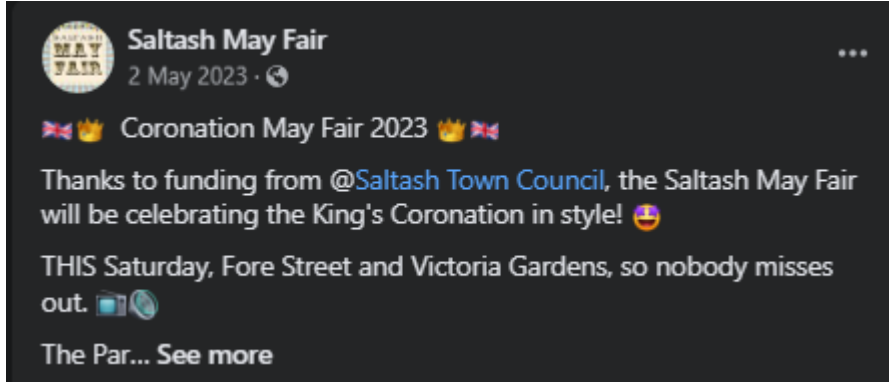 Saltash May Fair
2 May 2023 ·
MAY
FAIR
🇬🇧👑 Coronation May Fair 2023 👑🇬🇧
Thanks to funding from @Saltash Town Council, the Saltash May Fair
will be celebrating the King's Coronation in style! 🤩
THIS Saturday, Fore Street and Victoria Gardens, so nobody misses
out. 📺🔊
The Par... See more